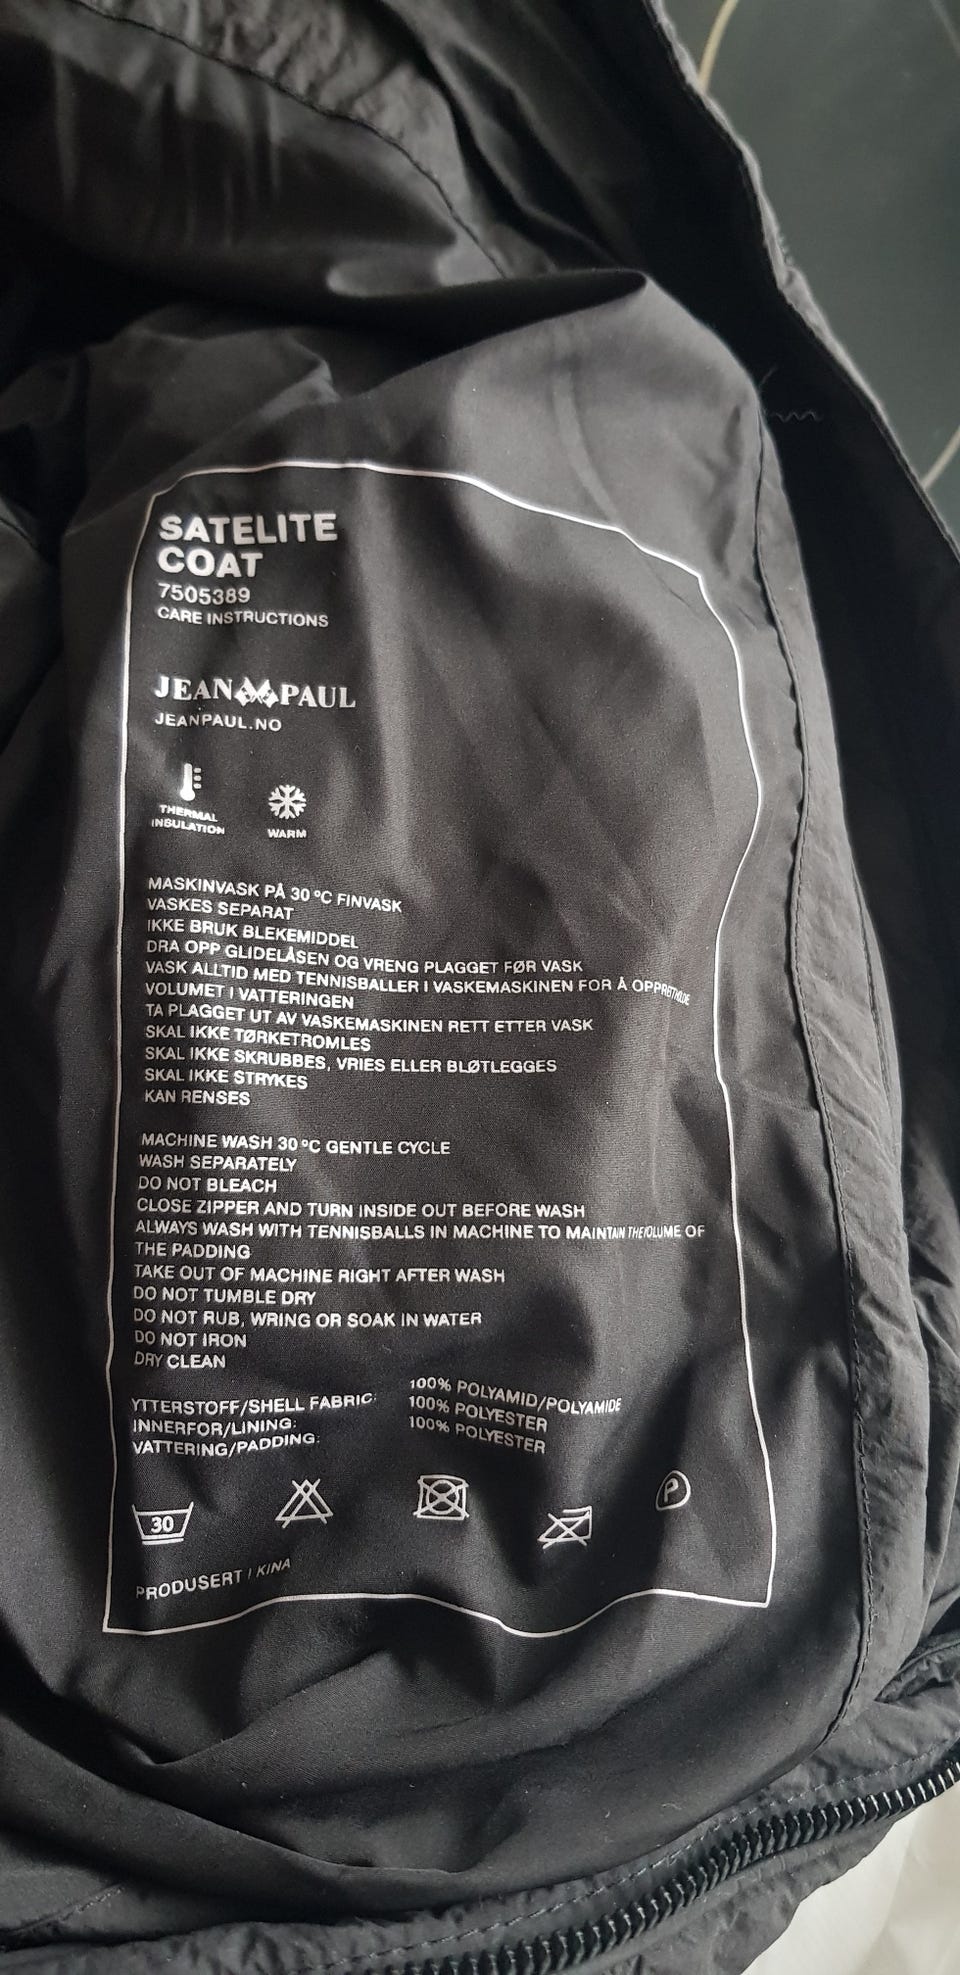 SATELITE
COAT
7505389
CARE INSTRUCTIONS
JEAN PAUL
JEANPAUL.NO
THERMAL
INSULATION
WARM
MASKINVASK PÅ 30 °C FINVASK
VASKES SEPARAT
IKKE BRUK BLEKEMIDDEL
DRA OPP GLIDELÅSEN OG VRENG PLAGGET FØR VASK
VASK ALLTID MED TENNISBALLER I VASKEMASKINEN FOR Å OPPRETTHOLDE
VOLUMET I VATTERINGEN
TA PLAGGET UT AV VASKEMASKINEN RETT ETTER VASK
SKAL IKKE TØRKETROMLES
SKAL IKKE SKRUBBES, VRIES ELLER BLØTLEGGES
SKAL IKKE STRYKES
KAN RENSES
MACHINE WASH 30 °C GENTLE CYCLE
WASH SEPARATELY
DO NOT BLEACH
CLOSE ZIPPER AND TURN INSIDE OUT BEFORE WASH
ALWAYS WASH WITH TENNISBALLS IN MACHINE TO MAINTAIN THE VOLUME OF
THE PADDING
TAKE OUT OF MACHINE RIGHT AFTER WASH
DO NOT TUMBLE DRY
DO NOT RUB, WRING OR SOAK IN WATER
DO NOT IRON
DRY CLEAN
YTTERSTOFF/SHELL FABRIC: 100% POLYAMID/POLYAMIDE
INNERFOR/LINING: 100% POLYESTER
VATTERING/PADDING: 100% POLYESTER
30
P
PRODUSERT I KINA